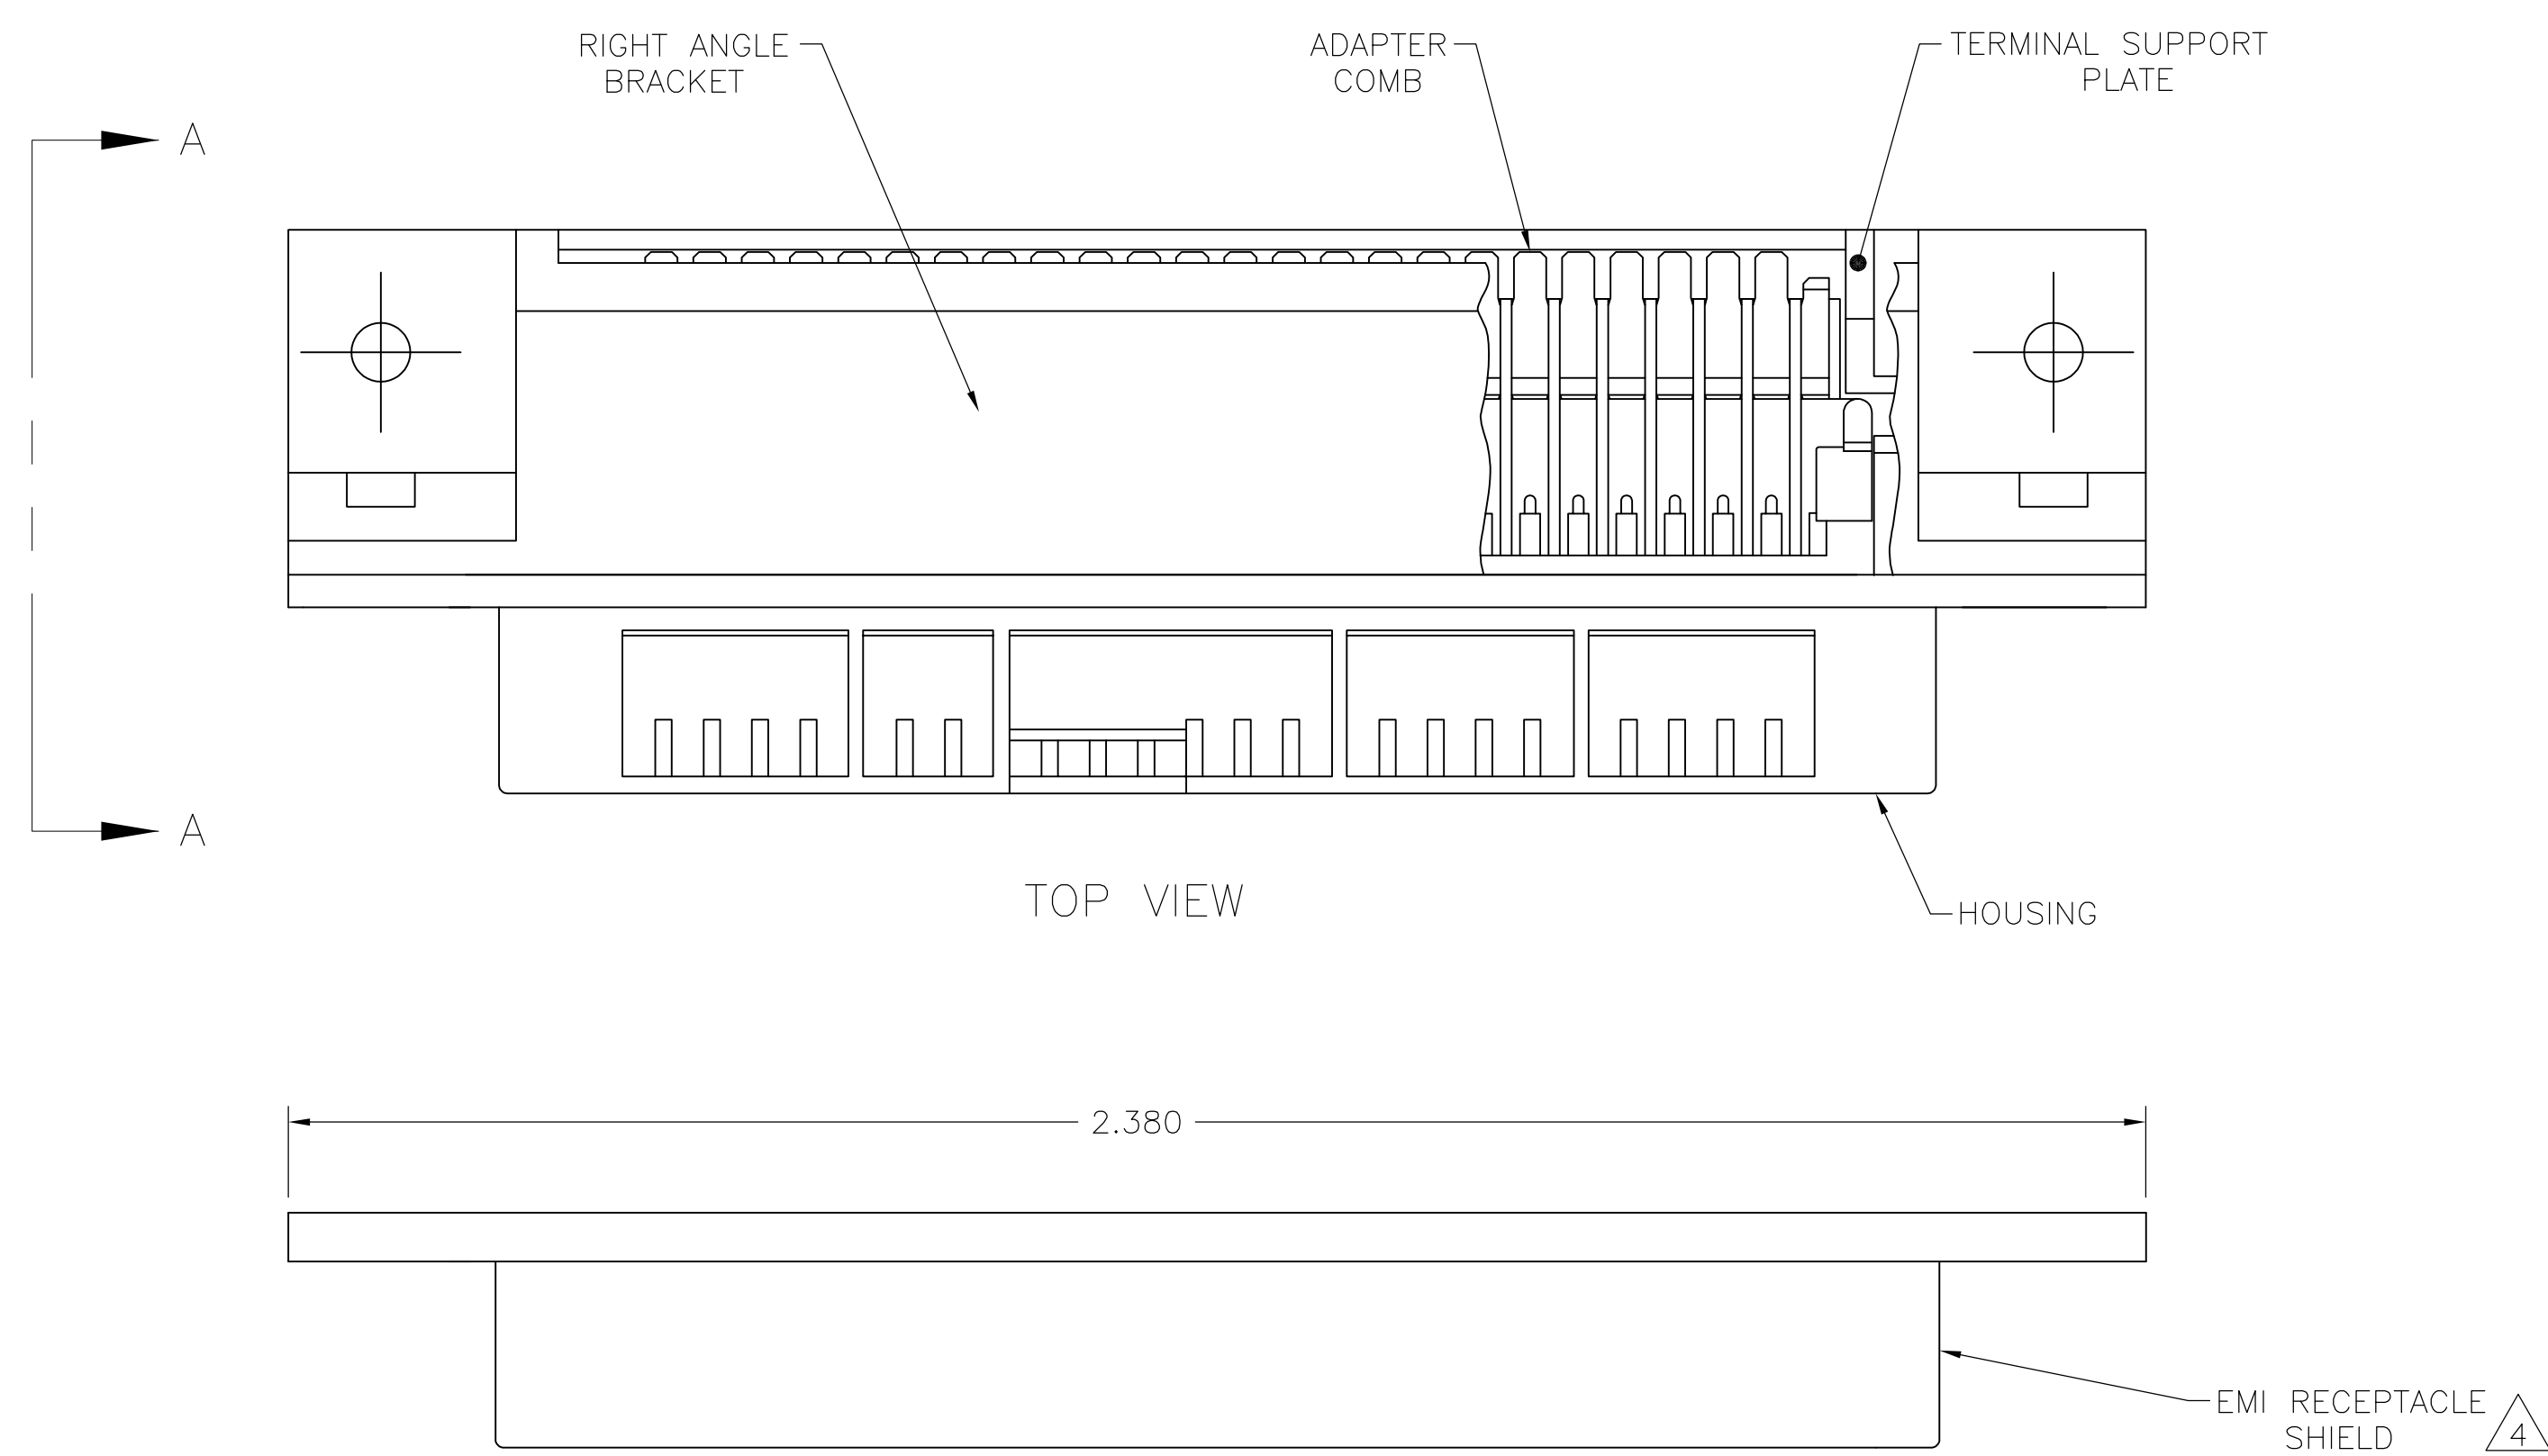 RIGHT ANGLE
BRACKET
ADAPTER
COMB
TERMINAL SUPPORT
PLATE
A
A
TOP VIEW
HOUSING
2.380
EMI RECEPTACLE
SHIELD
4